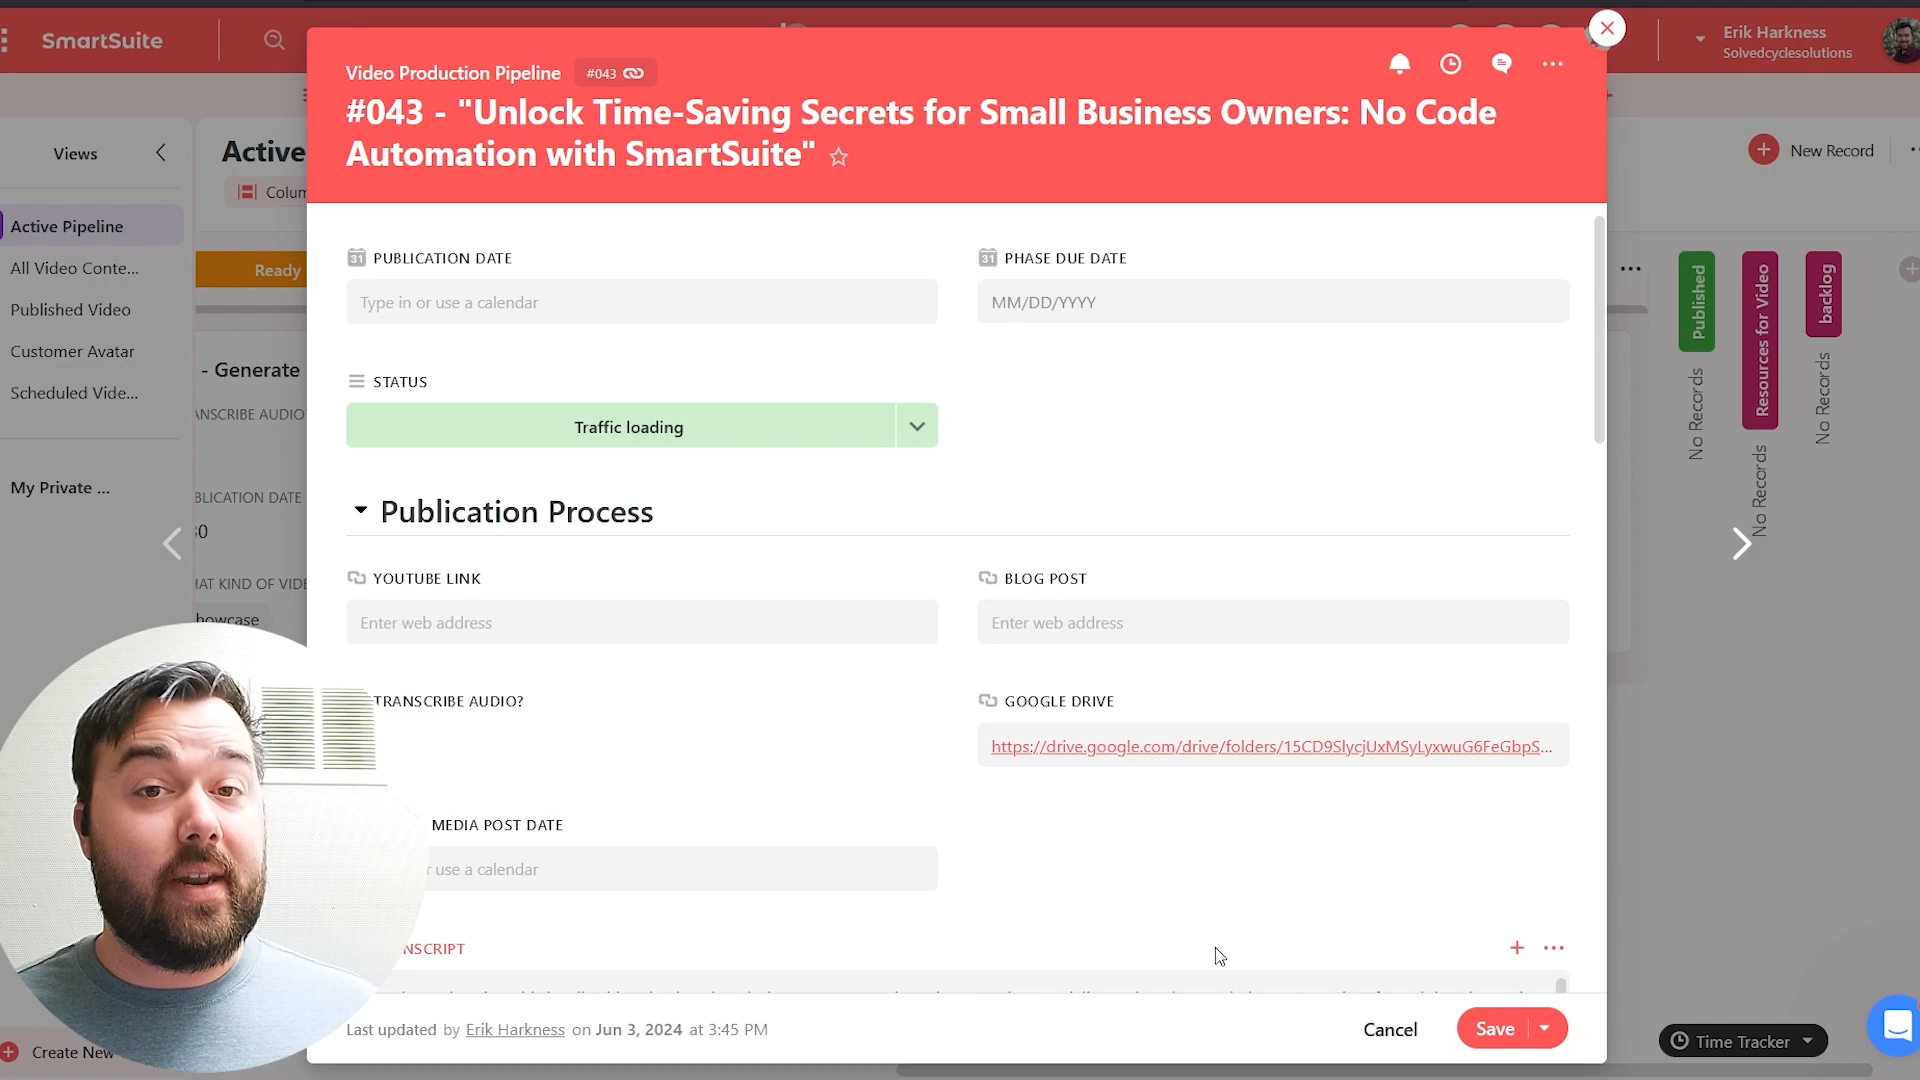 SmartSuite
Erik Harkness
Solvedcyclesolutions
Video Production Pipeline
#043
#043 - "Unlock Time-Saving Secrets for Small Business Owners: No Code
Automation with SmartSuite"
Views
Active
New Record
Colum
Active Pipeline
All Video Conte...
Published Video
Customer Avatar
Scheduled Vide...
My Private ...
Create New
Ready
- Generate
ANSCRIBE AUDIO
BLICATION DATE
HAT KIND OF VIDE
howcase
31 PUBLICATION DATE
Type in or use a calendar
31 PHASE DUE DATE
MM/DD/YYYY
STATUS
Traffic loading
Publication Process
YOUTUBE LINK
Enter web address
BLOG POST
Enter web address
TRANSCRIBE AUDIO?
GOOGLE DRIVE
https://drive.google.com/drive/folders/15CD9SlycjUxMSyLyxwuG6FeGbpS...
MEDIA POST DATE
r use a calendar
NSCRIPT
Last updated by Erik Harkness on Jun 3, 2024 at 3:45 PM
Cancel
Save
Published
No Records
Resources for Video
No Records
backlog
No Records
Time Tracker